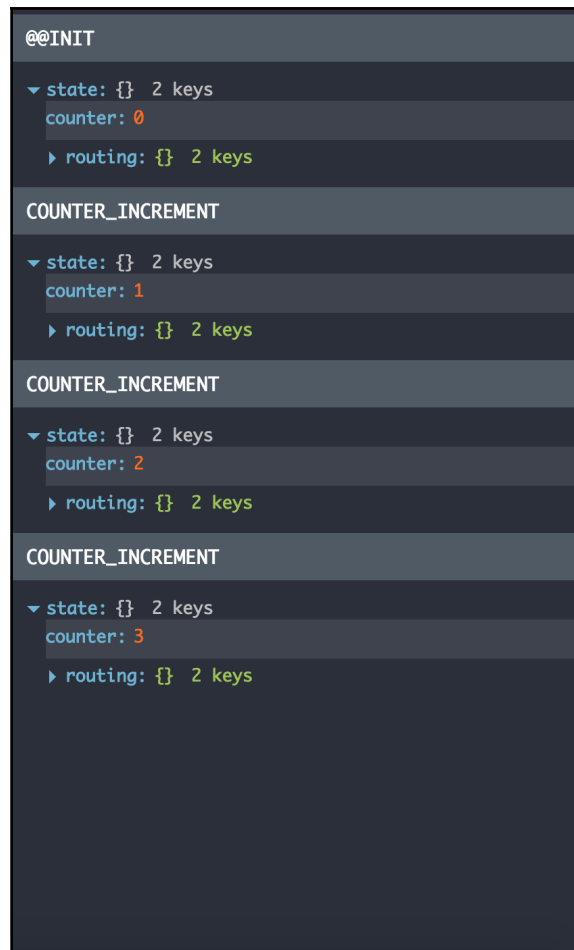 @@INIT
state: {} 2 keys
counter: 0
routing: {} 2 keys
COUNTER_INCREMENT
state: {} 2 keys
counter: 1
routing: {} 2 keys
COUNTER_INCREMENT
state: {} 2 keys
counter: 2
routing: {} 2 keys
COUNTER_INCREMENT
state: {} 2 keys
counter: 3
routing: {} 2 keys